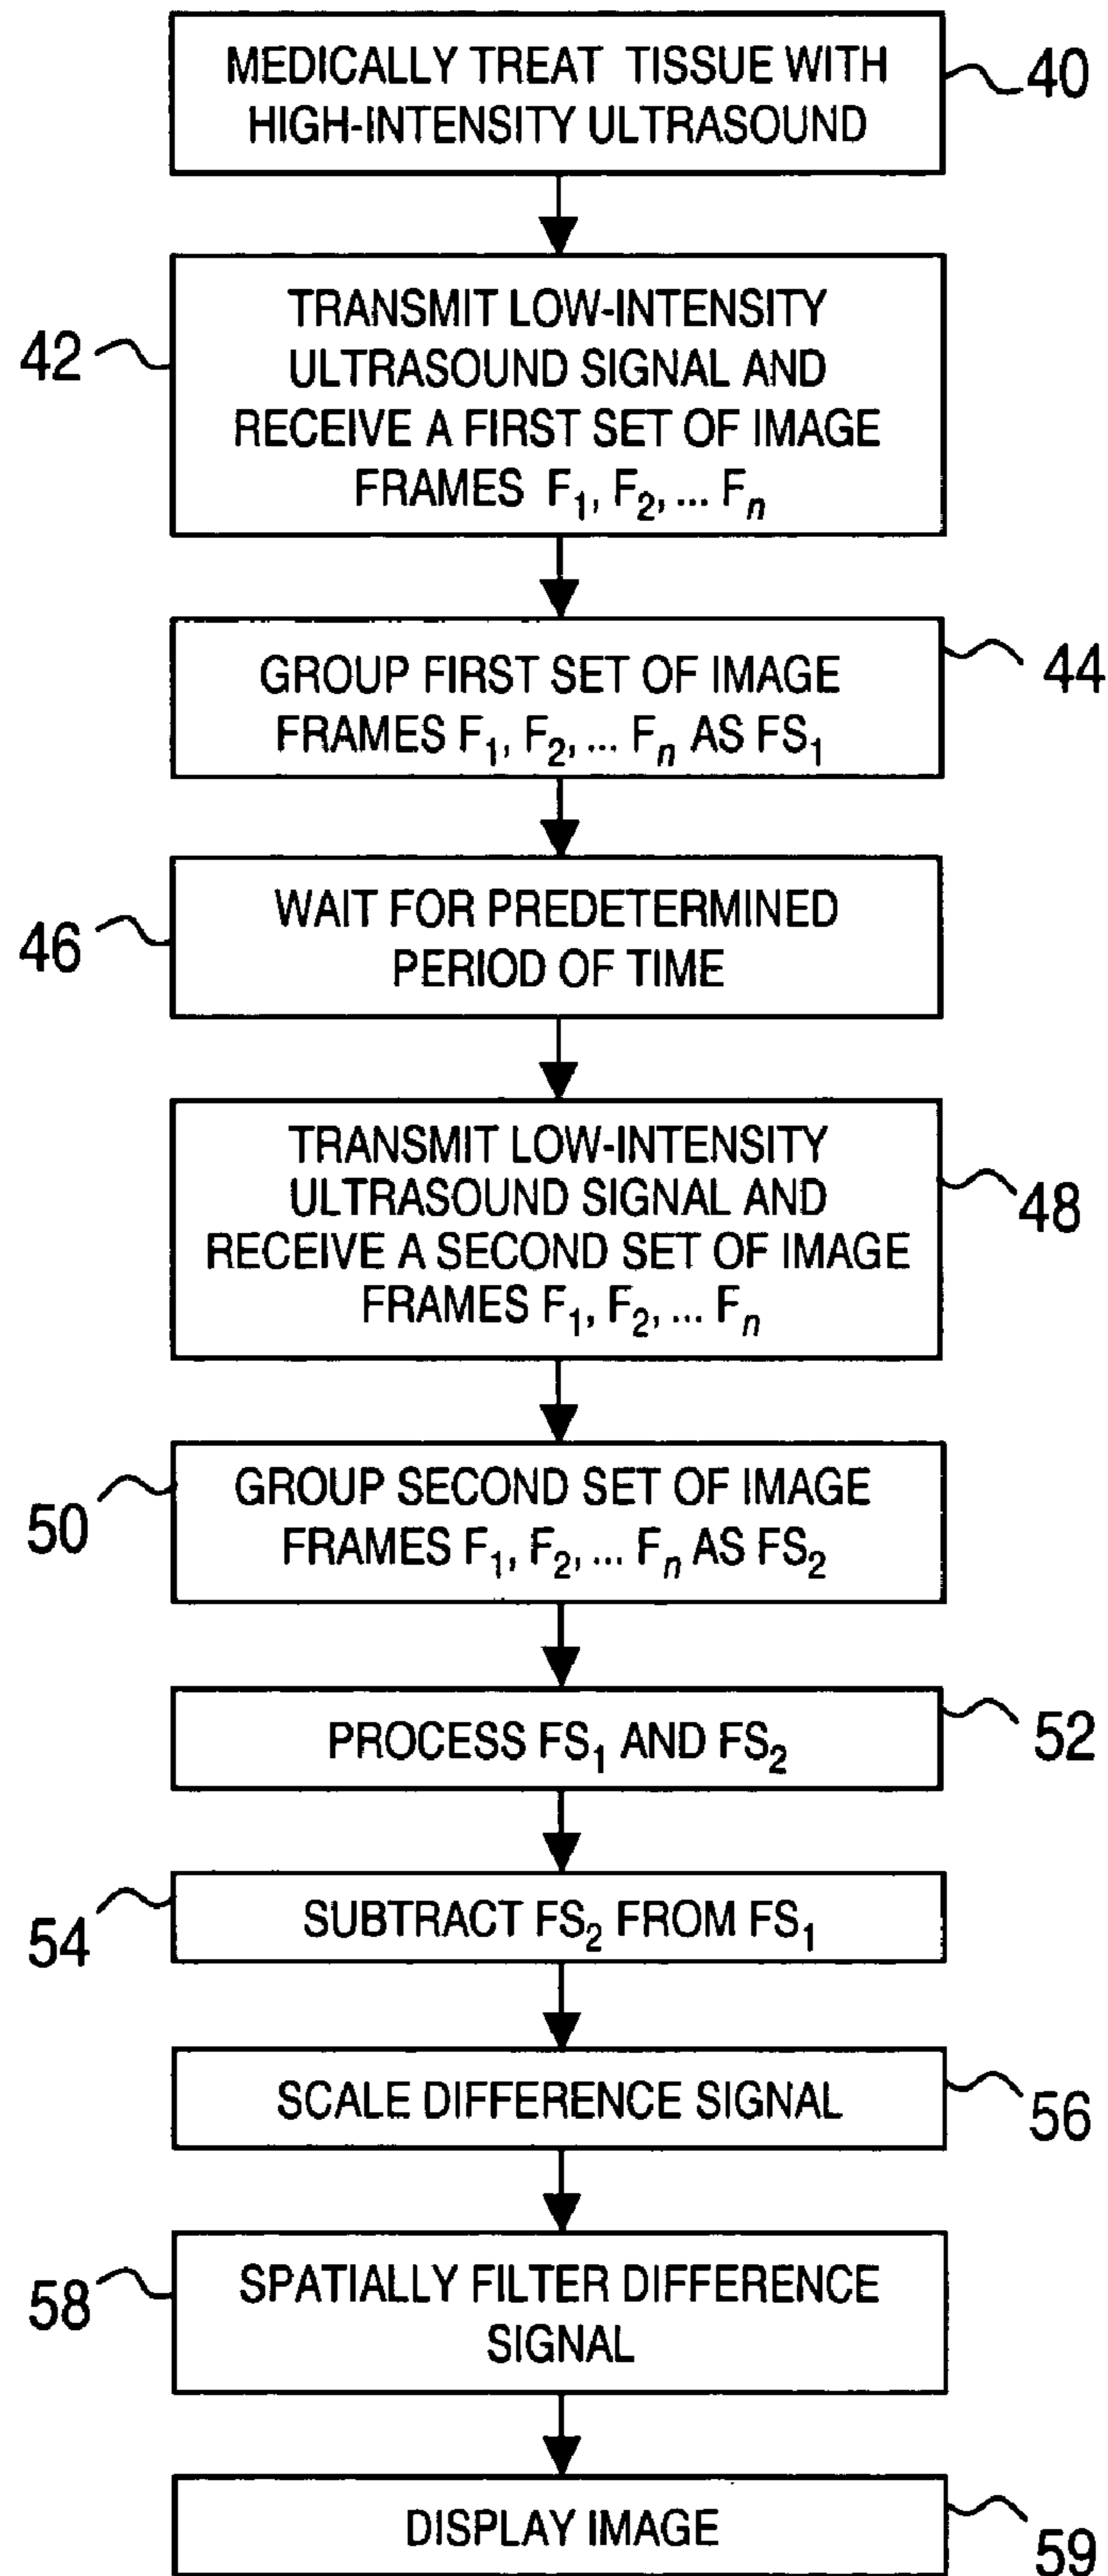 MEDICALLY TREAT TISSUE WITH
HIGH-INTENSITY ULTRASOUND
40
TRANSMIT LOW-INTENSITY
ULTRASOUND SIGNAL AND
RECEIVE A FIRST SET OF IMAGE
FRAMES F₁, F₂, ... Fₙ
42
GROUP FIRST SET OF IMAGE
FRAMES F₁, F₂, ... Fₙ AS FS₁
44
WAIT FOR PREDETERMINED
PERIOD OF TIME
46
TRANSMIT LOW-INTENSITY
ULTRASOUND SIGNAL AND
RECEIVE A SECOND SET OF IMAGE
FRAMES F₁, F₂, ... Fₙ
48
GROUP SECOND SET OF IMAGE
FRAMES F₁, F₂, ... Fₙ AS FS₂
50
PROCESS FS₁ AND FS₂
52
SUBTRACT FS₂ FROM FS₁
54
SCALE DIFFERENCE SIGNAL
56
SPATIALLY FILTER DIFFERENCE
SIGNAL
58
DISPLAY IMAGE
59